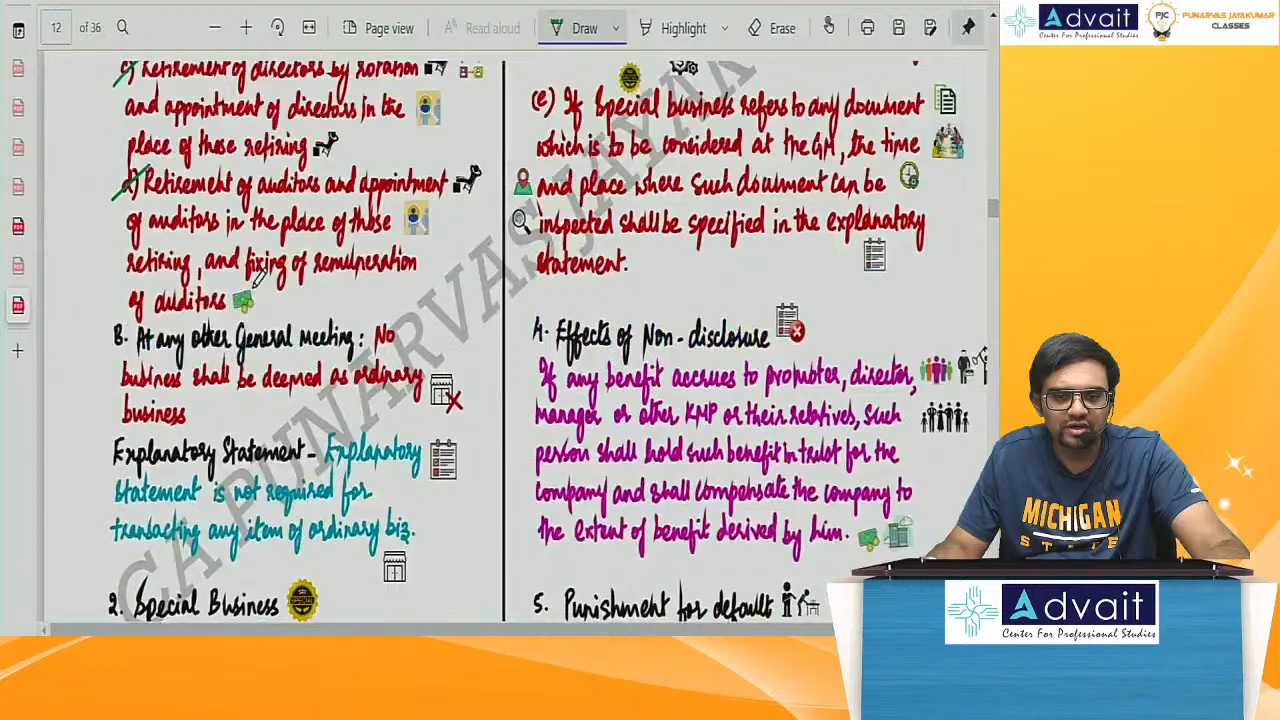 12 of 36 Page view Read aloud Draw Highlight Erase
Advait
Center For Professional Studies
PJC
PUNARVAS JAYAKUMAR
CLASSES
c) Retirement of directors by rotation
and appointment of directors in the
place of those retiring
d) Retirement of auditors and appointment
of auditors in the place of those
retiring, and fixing of remuneration
of auditors
B. At any other General Meeting: No
business shall be deemed as ordinary
business
Explanatory Statement - Explanatory
statement is not required for
transacting any item of ordinary biz.
2. Special Business
(e) If Special business refers to any document
which is to be considered at the GM, the time
and place where such document can be
inspected shall be specified in the explanatory
statement.
4. Effects of Non-disclosure
If any benefit accrues to promoter, director,
manager or other KMP or their relatives, such
person shall hold such benefit in trust for the
company and shall compensate the company to
the extent of benefit derived by him.
5. Punishment for default
CA PUNARVAS JAYAK
MICHIGAN
STATE
Advait
Center For Professional Studies